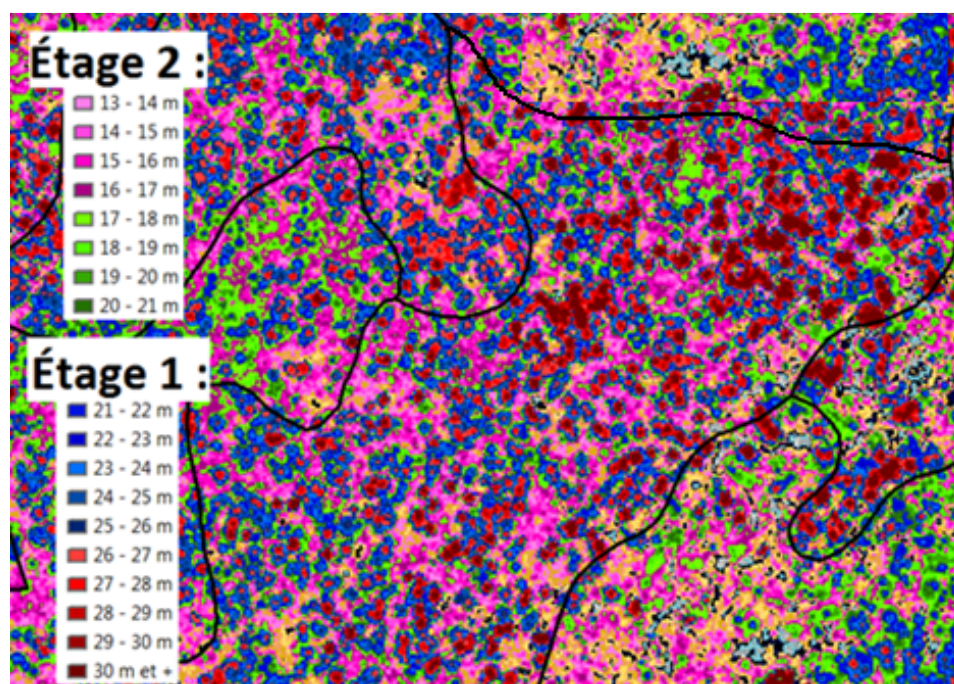 Étage 2 :
13 - 14 m
14 - 15 m
15 - 16 m
16 - 17 m
17 - 18 m
18 - 19 m
19 - 20 m
20 - 21 m
Étage 1 :
21 - 22 m
22 - 23 m
23 - 24 m
24 - 25 m
25 - 26 m
26 - 27 m
27 - 28 m
28 - 29 m
29 - 30 m
30 m et +